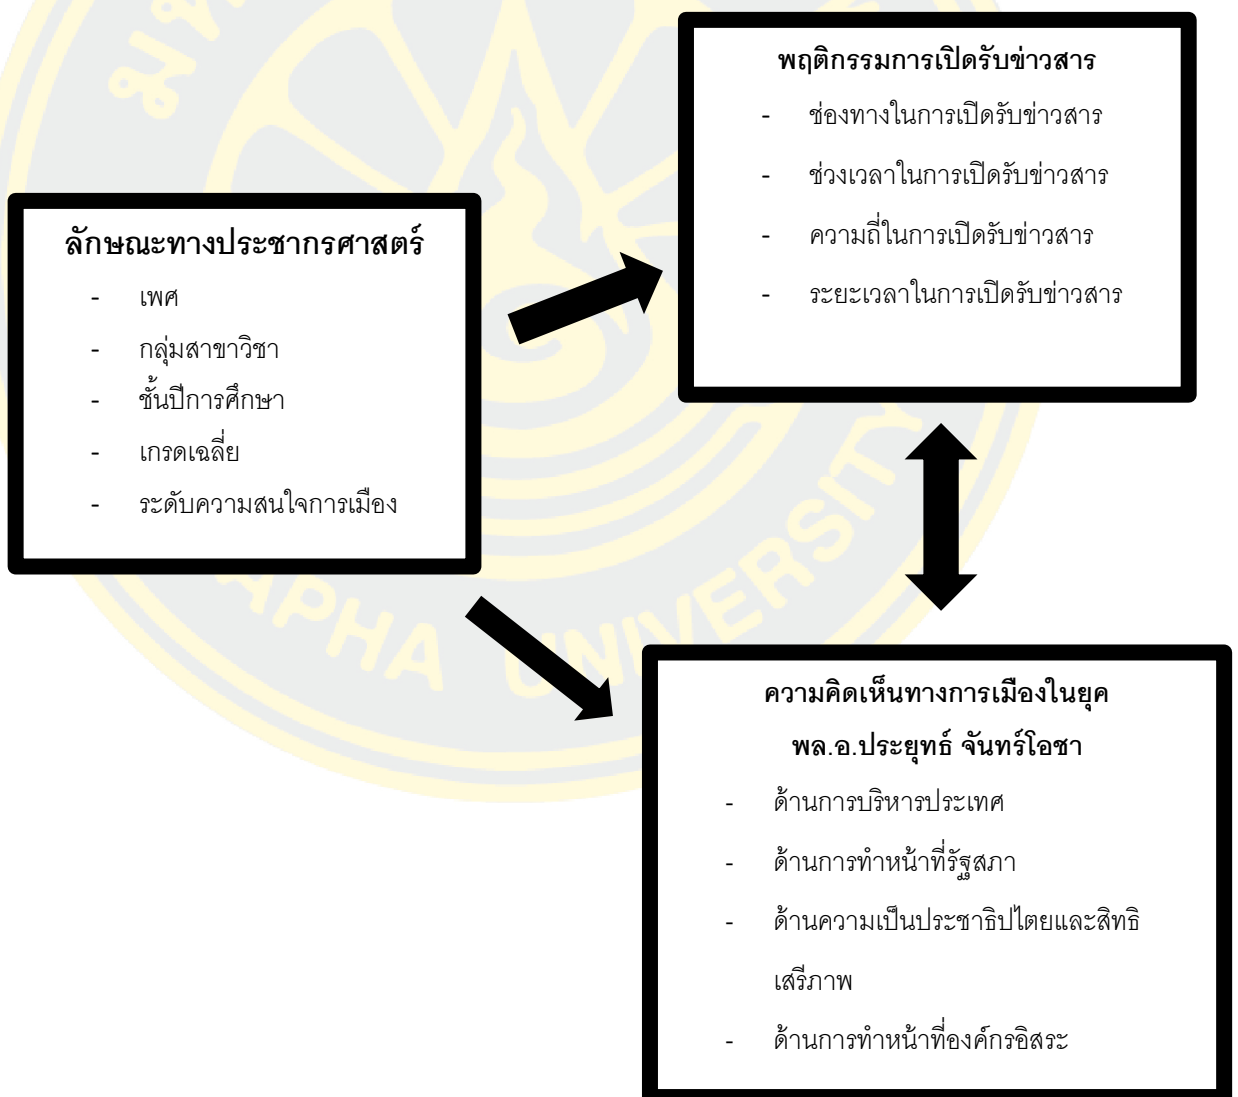 พฤติกรรมการเปิดรับข่าวสาร
- ช่องทางในการเปิดรับข่าวสาร
- ช่วงเวลาในการเปิดรับข่าวสาร
- ความถี่ในการเปิดรับข่าวสาร
- ระยะเวลาในการเปิดรับข่าวสาร
ลักษณะทางประชากรศาสตร์
- เพศ
- กลุ่มสาขาวิชา
- ชั้นปีการศึกษา
- เกรดเฉลี่ย
- ระดับความสนใจการเมือง
ความคิดเห็นทางการเมืองในยุค
พล.อ.ประยุทธ์ จันทร์โอชา
- ด้านการบริหารประเทศ
- ด้านการทำหน้าที่รัฐสภา
- ด้านความเป็นประชาธิปไตยและสิทธิ
เสรีภาพ
- ด้านการทำหน้าที่องค์กรอิสระ
APHA UNIVERSITY